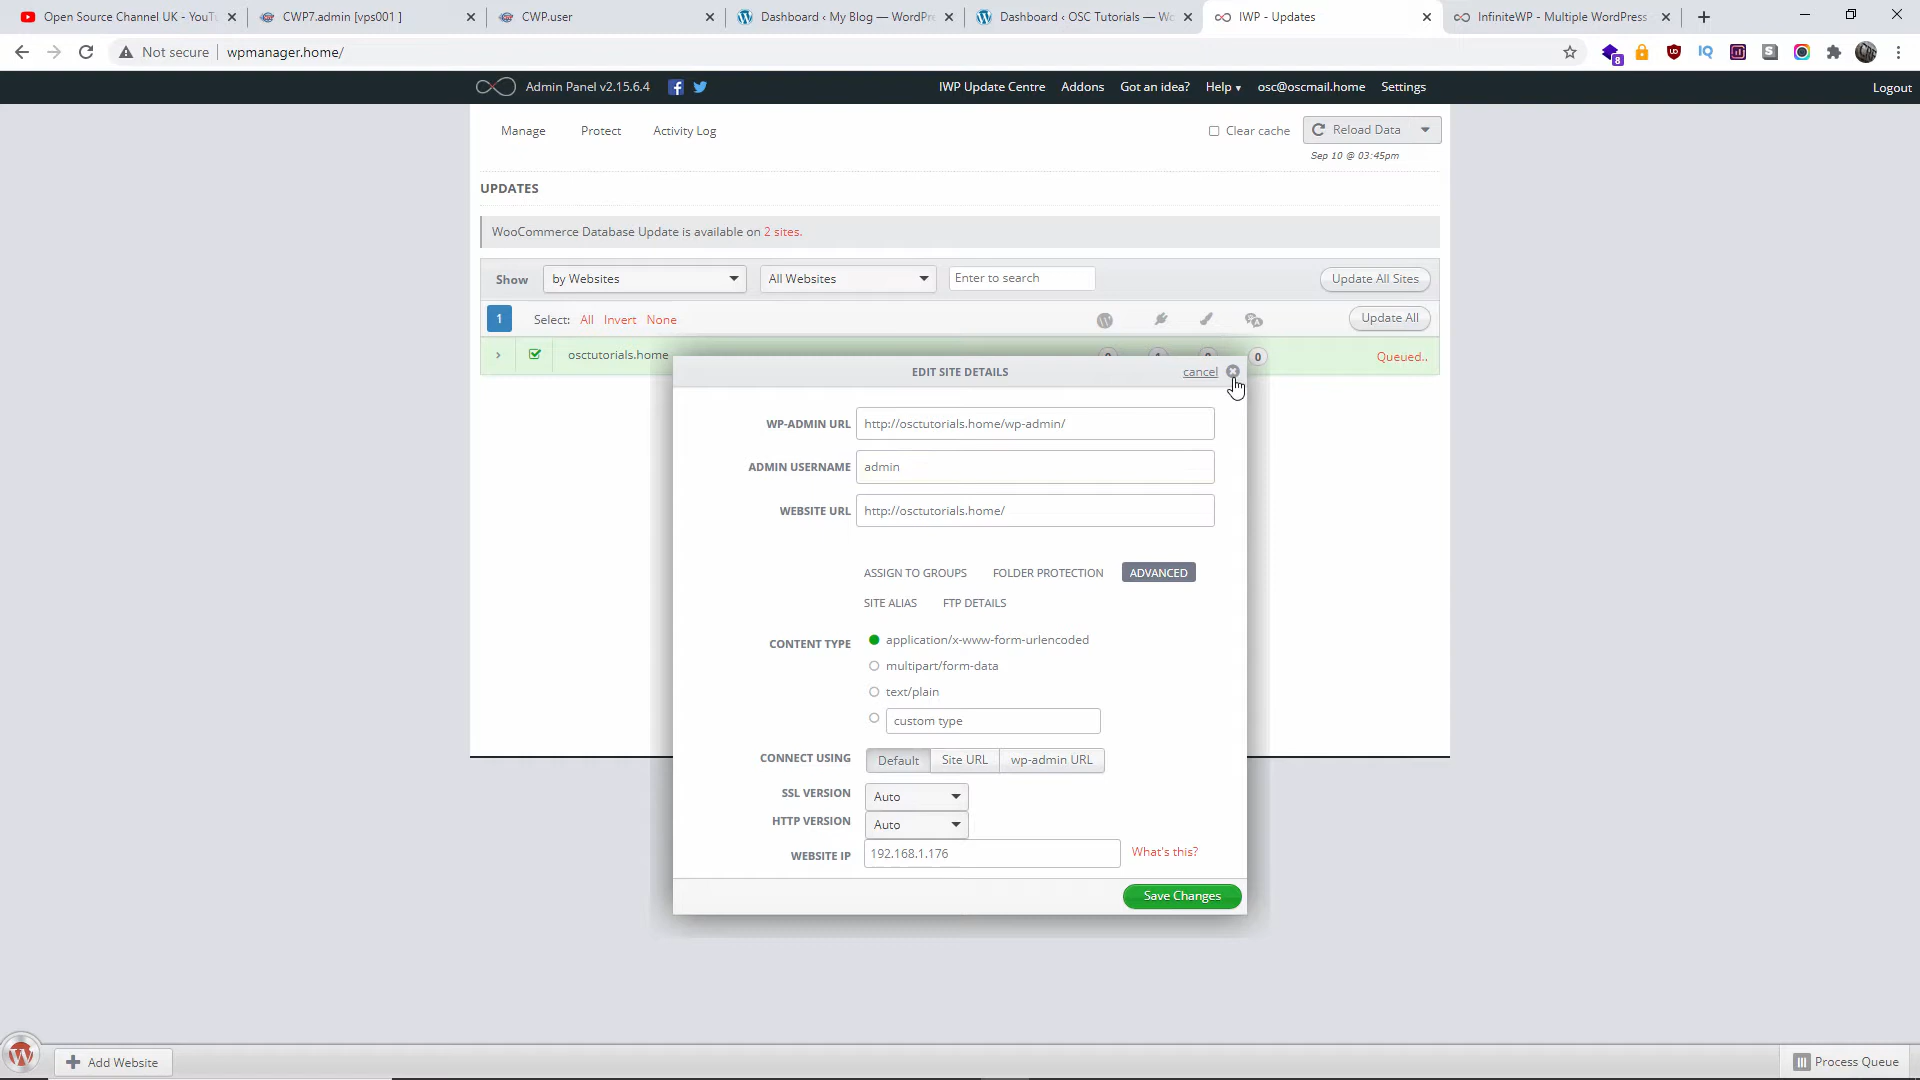 Open Source Channel UK - YouT
CWP7.admin [vps001 ]
CWP.user
Dashboard ‹ My Blog — WordPre
Dashboard ‹ OSC Tutorials — Wo
IWP - Updates
InfiniteWP - Multiple WordPress
Not secure
wpmanager.home/
8
Admin Panel v2.15.6.4
IWP Update Centre
Addons
Got an idea?
Help
osc@oscmail.home
Settings
Logout
Manage
Protect
Activity Log
Clear cache
Reload Data
Sep 10 @ 03:45pm
UPDATES
WooCommerce Database Update is available on 2 sites.
Show
by Websites
All Websites
Enter to search
Update All Sites
1
Select: All Invert None
Update All
osctutorials.home
0
Queued..
EDIT SITE DETAILS
cancel
WP-ADMIN URL
http://osctutorials.home/wp-admin/
ADMIN USERNAME
admin
WEBSITE URL
http://osctutorials.home/
ASSIGN TO GROUPS
FOLDER PROTECTION
ADVANCED
SITE ALIAS
FTP DETAILS
CONTENT TYPE
application/x-www-form-urlencoded
multipart/form-data
text/plain
custom type
CONNECT USING
Default
Site URL
wp-admin URL
SSL VERSION
Auto
HTTP VERSION
Auto
WEBSITE IP
192.168.1.176
What's this?
Save Changes
Add Website
Process Queue